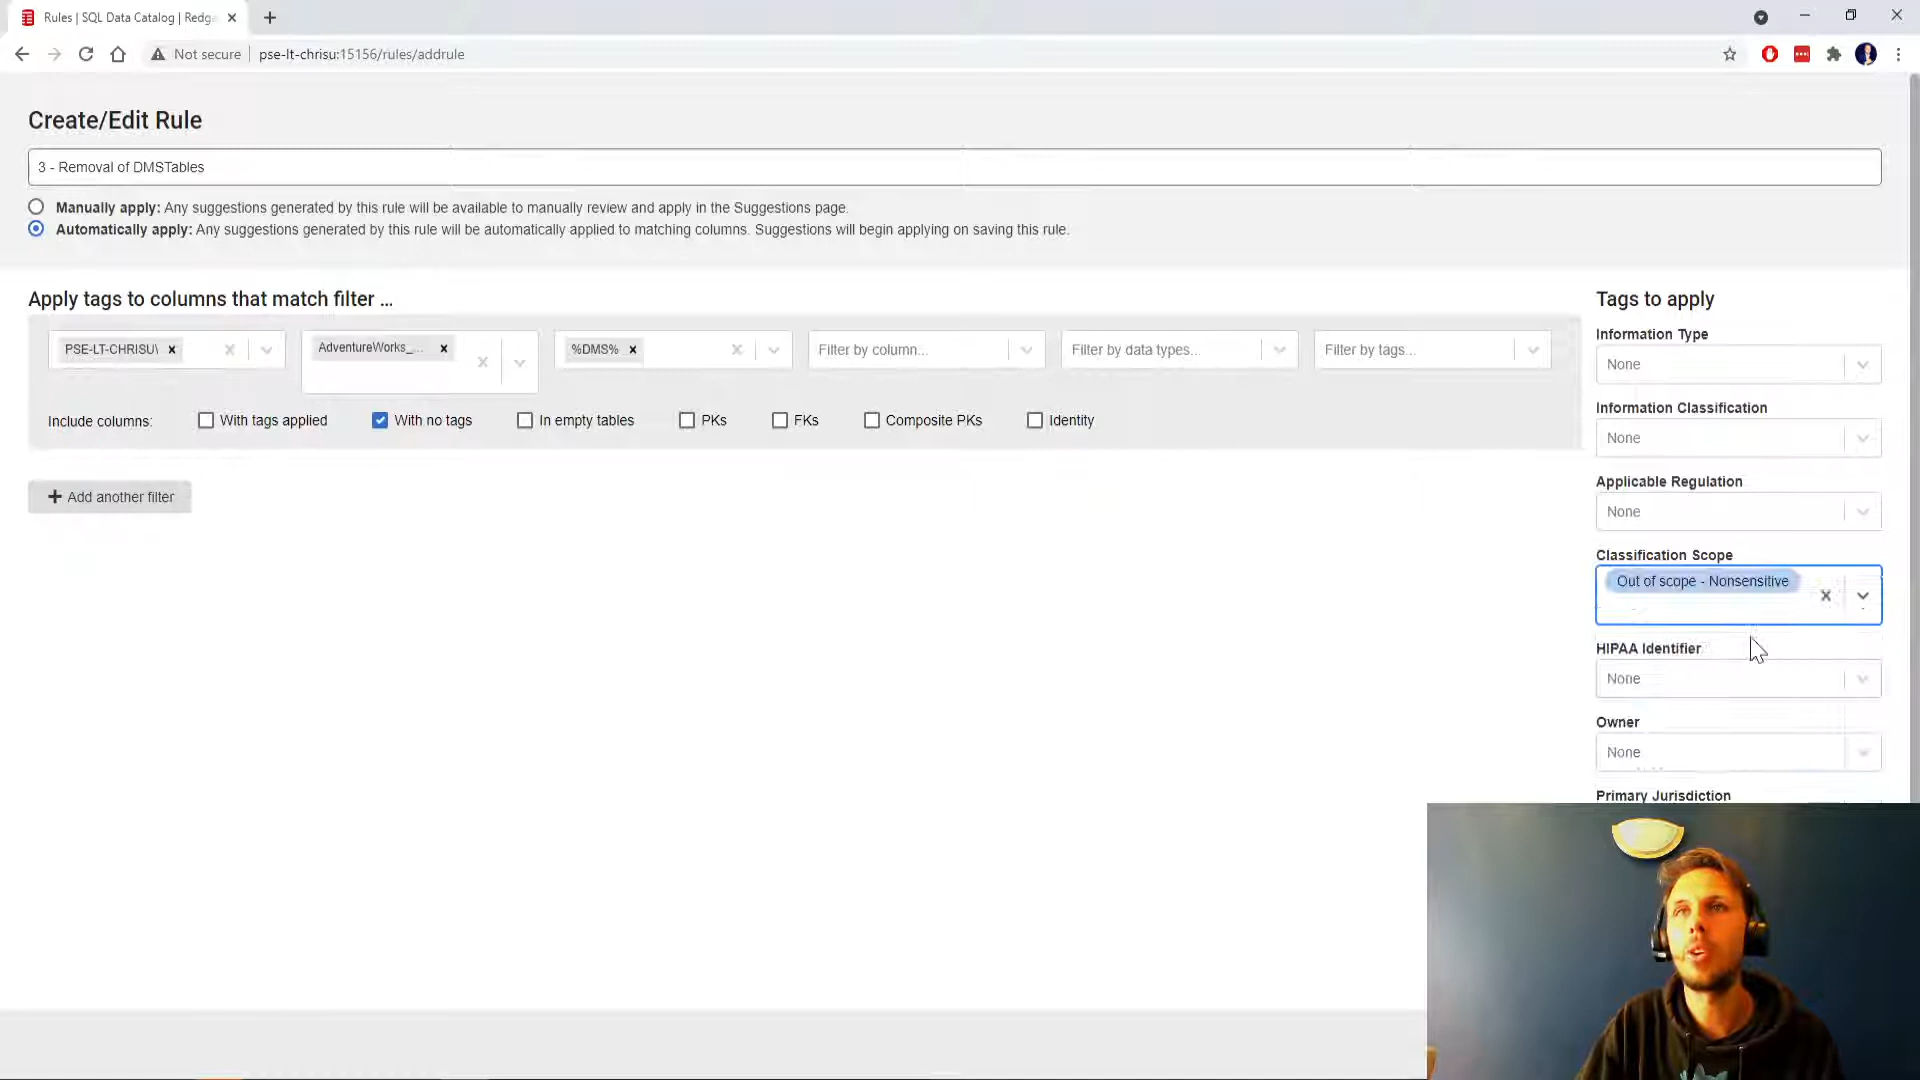 Rules | SQL Data Catalog | Redga
Not secure
pse-lt-chrisu:15156/rules/addrule
Create/Edit Rule
3 - Removal of DMSTables
Manually apply: Any suggestions generated by this rule will be available to manually review and apply in the Suggestions page.
Automatically apply: Any suggestions generated by this rule will be automatically applied to matching columns. Suggestions will begin applying on saving this rule.
Apply tags to columns that match filter ...
PSE-LT-CHRISU\
AdventureWorks_...
%DMS%
Filter by column...
Filter by data types...
Filter by tags...
Include columns:
With tags applied
With no tags
In empty tables
PKs
FKs
Composite PKs
Identity
Add another filter
Tags to apply
Information Type
None
Information Classification
None
Applicable Regulation
None
Classification Scope
Out of scope - Nonsensitive
HIPAA Identifier
None
Owner
None
Primary Jurisdiction